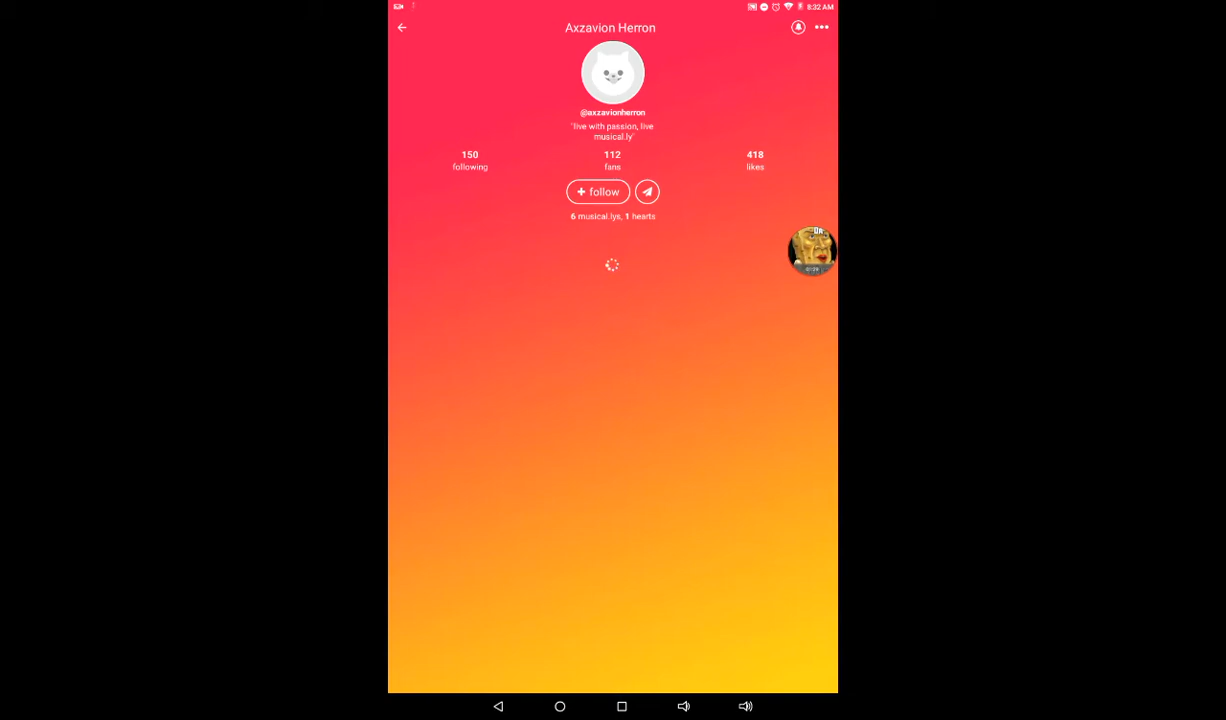 8:32 AM
Axzavion Herron
@axzavionherron
"live with passion, live
musical.ly"
150 112 418
following fans likes
+ follow
6 musical.lys, 1 hearts